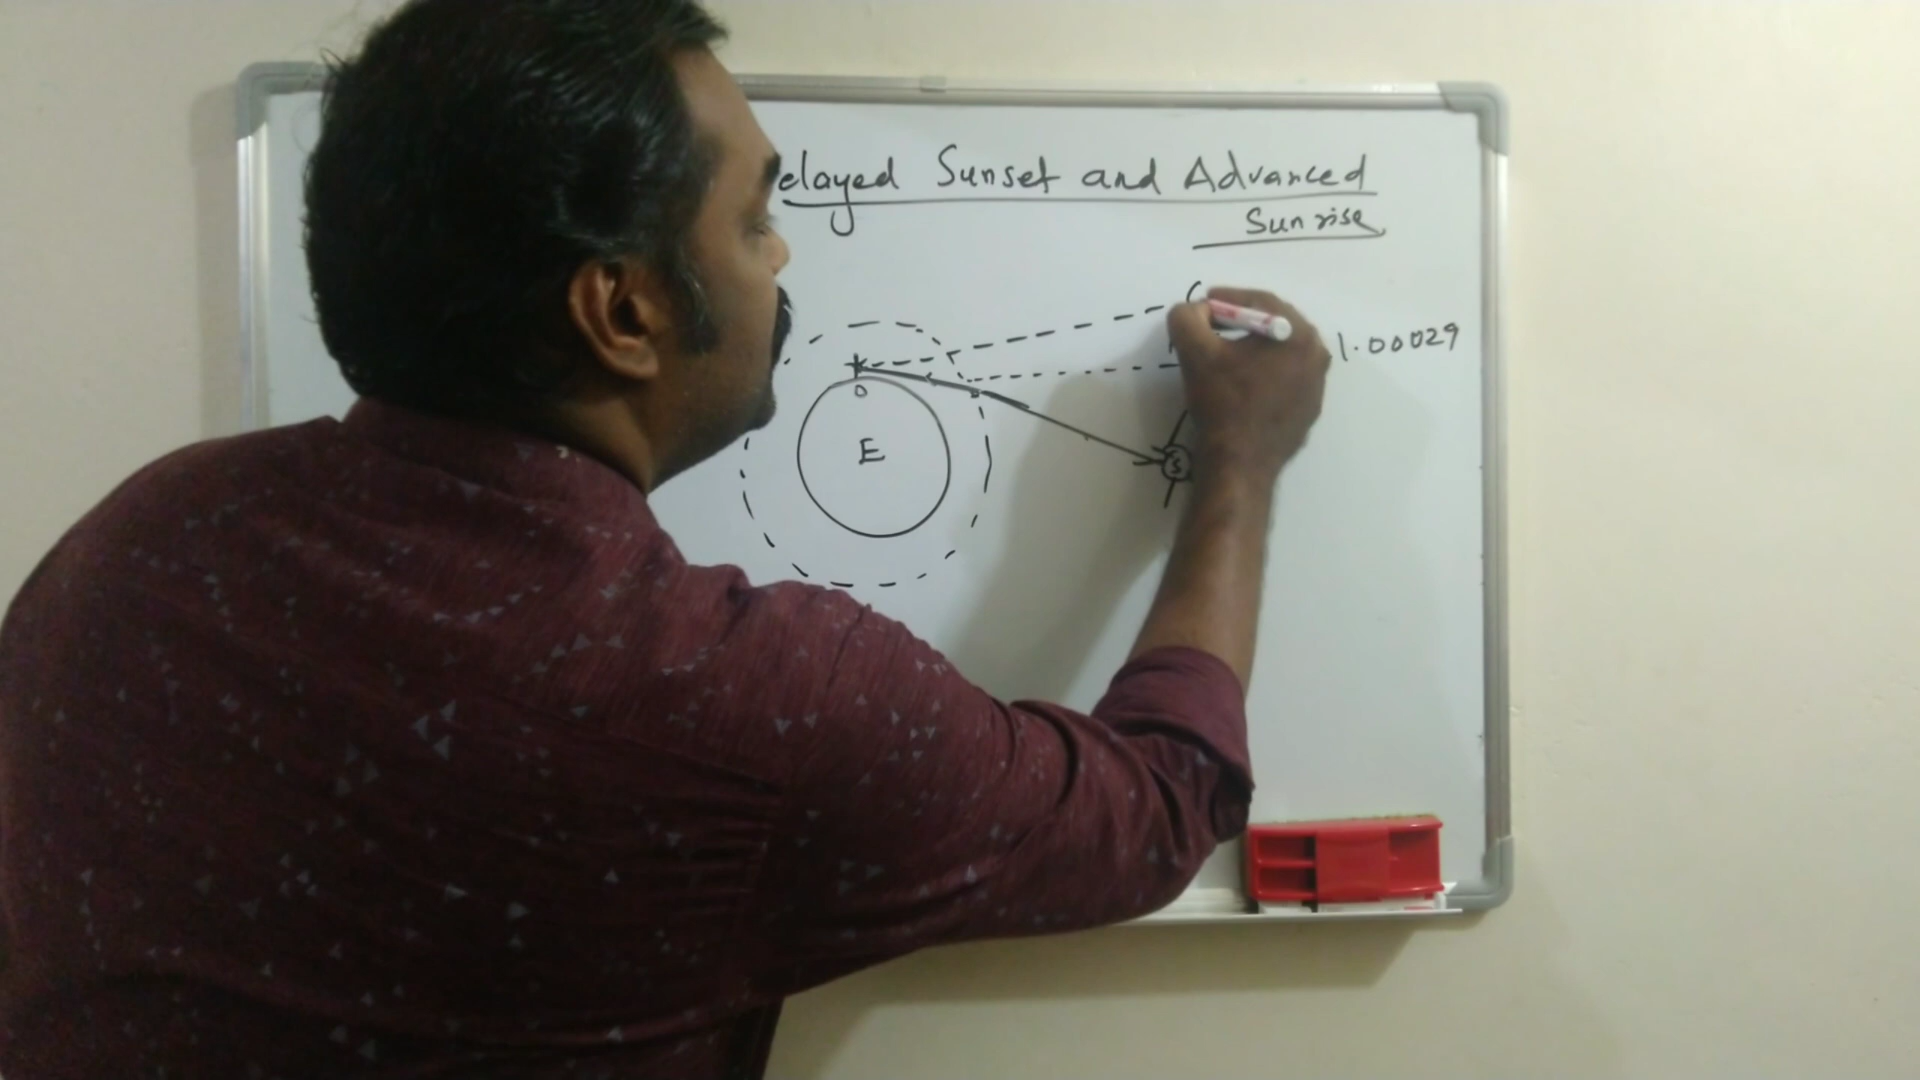 elayed Sunset and Advanced
Sunrise
1.00029
O
E
S